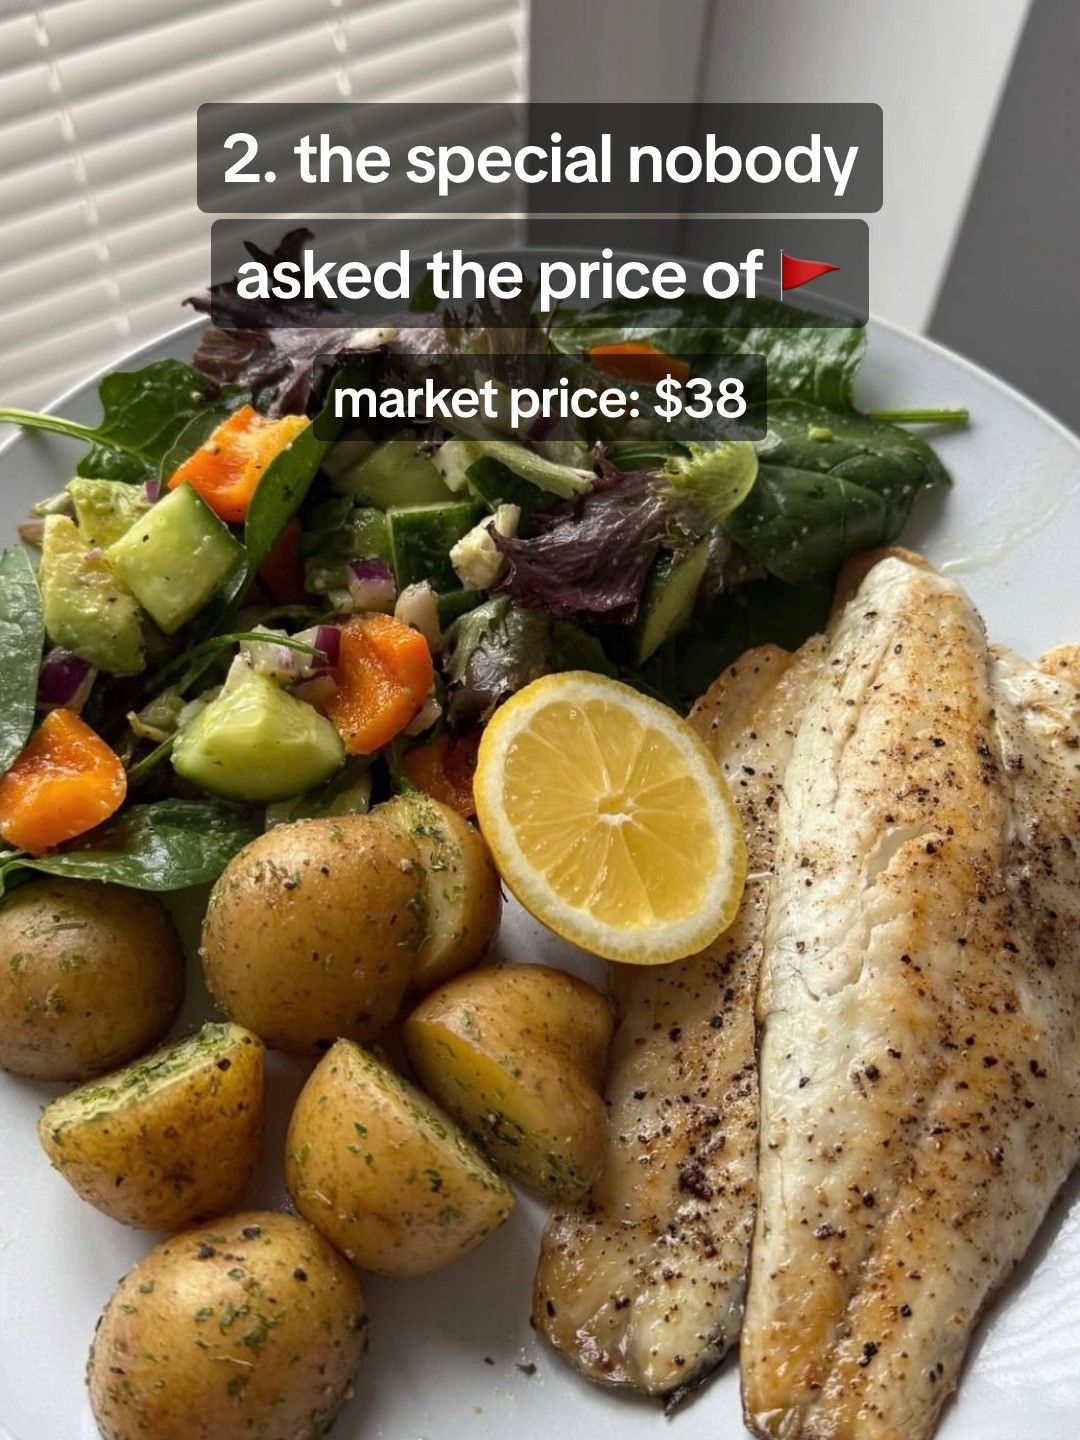 2. the special nobody
asked the price of 🚩
market price: $38